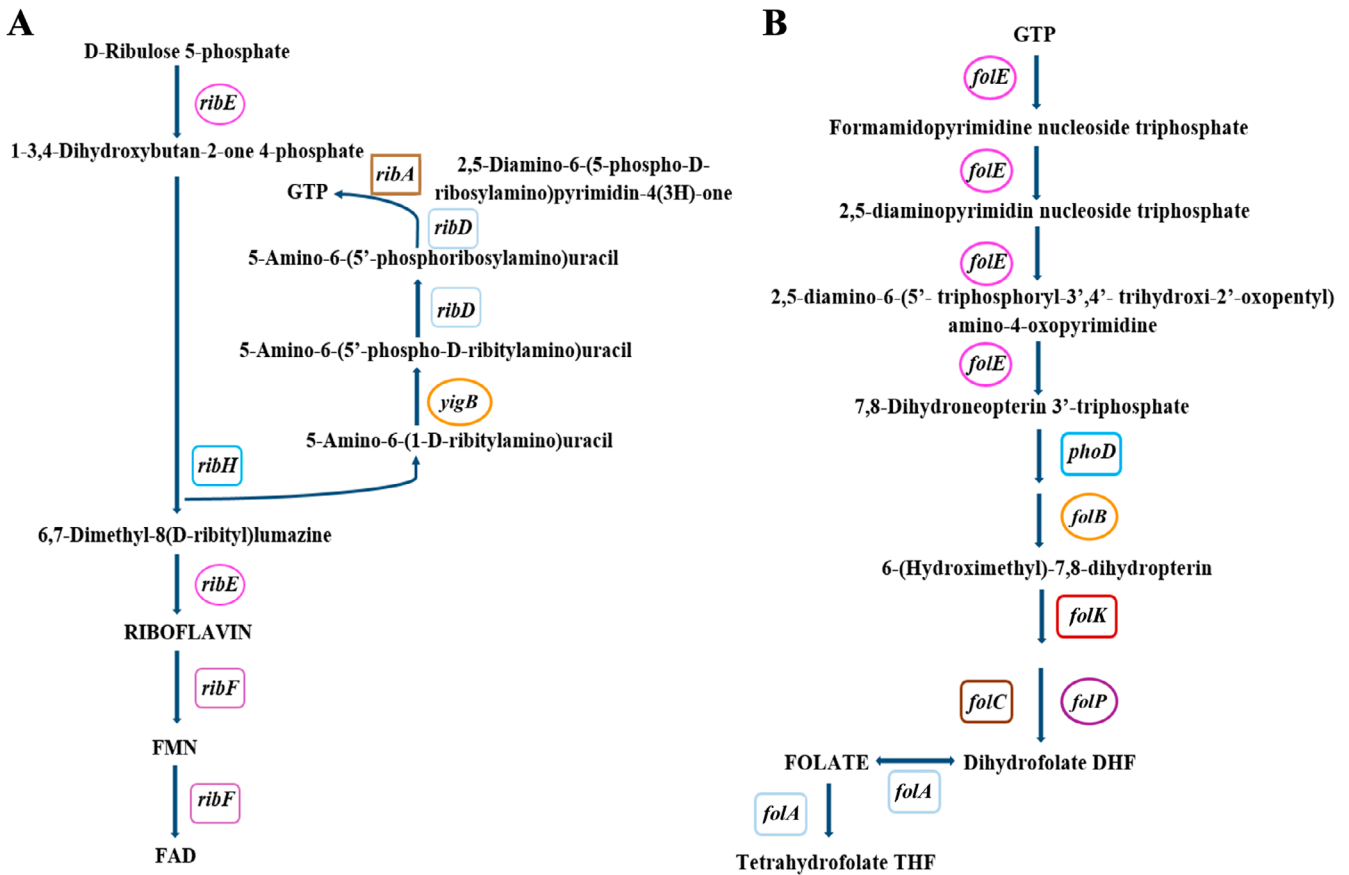 A
D-Ribulose 5-phosphate
ribE
1-3,4-Dihydroxybutan-2-one 4-phosphate
ribA
2,5-Diamino-6-(5-phospho-D-
ribosylamino)pyrimidin-4(3H)-one
GTP
ribD
5-Amino-6-(5’-phosphoribosylamino)uracil
ribD
5-Amino-6-(5’-phospho-D-ribitylamino)uracil
yigB
5-Amino-6-(1-D-ribitylamino)uracil
ribH
6,7-Dimethyl-8(D-ribityl)lumazine
ribE
RIBOFLAVIN
ribF
FMN
ribF
FAD
B
GTP
folE
Formamidopyrimidine nucleoside triphosphate
folE
2,5-diaminopyrimidin nucleoside triphosphate
folE
2,5-diamino-6-(5’- triphosphoryl-3’,4’- trihydroxi-2’-oxopentyl)
amino-4-oxopyrimidine
folE
7,8-Dihydroneopterin 3’-triphosphate
phoD
folB
6-(Hydroximethyl)-7,8-dihydropterin
folK
folC
folP
FOLATE
Dihydrofolate DHF
folA
folA
Tetrahydrofolate THF